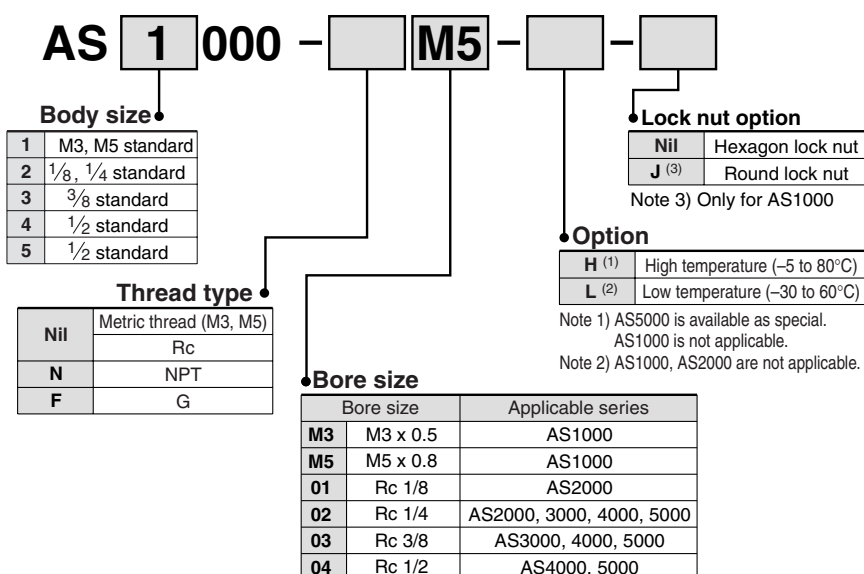 AS 1 000 – M5 – –
Body size
1 M3, M5 standard
2 1/8, 1/4 standard
3 3/8 standard
4 1/2 standard
5 1/2 standard
Thread type
Nil Metric thread (M3, M5)
Rc
N NPT
F G
Bore size
Bore size Applicable series
M3 M3 x 0.5 AS1000
M5 M5 x 0.8 AS1000
01 Rc 1/8 AS2000
02 Rc 1/4 AS2000, 3000, 4000, 5000
03 Rc 3/8 AS3000, 4000, 5000
04 Rc 1/2 AS4000, 5000
Option
H (1) High temperature (–5 to 80°C)
L (2) Low temperature (–30 to 60°C)
Note 1) AS5000 is available as special.
AS1000 is not applicable.
Note 2) AS1000, AS2000 are not applicable.
Lock nut option
Nil Hexagon lock nut
J (3) Round lock nut
Note 3) Only for AS1000